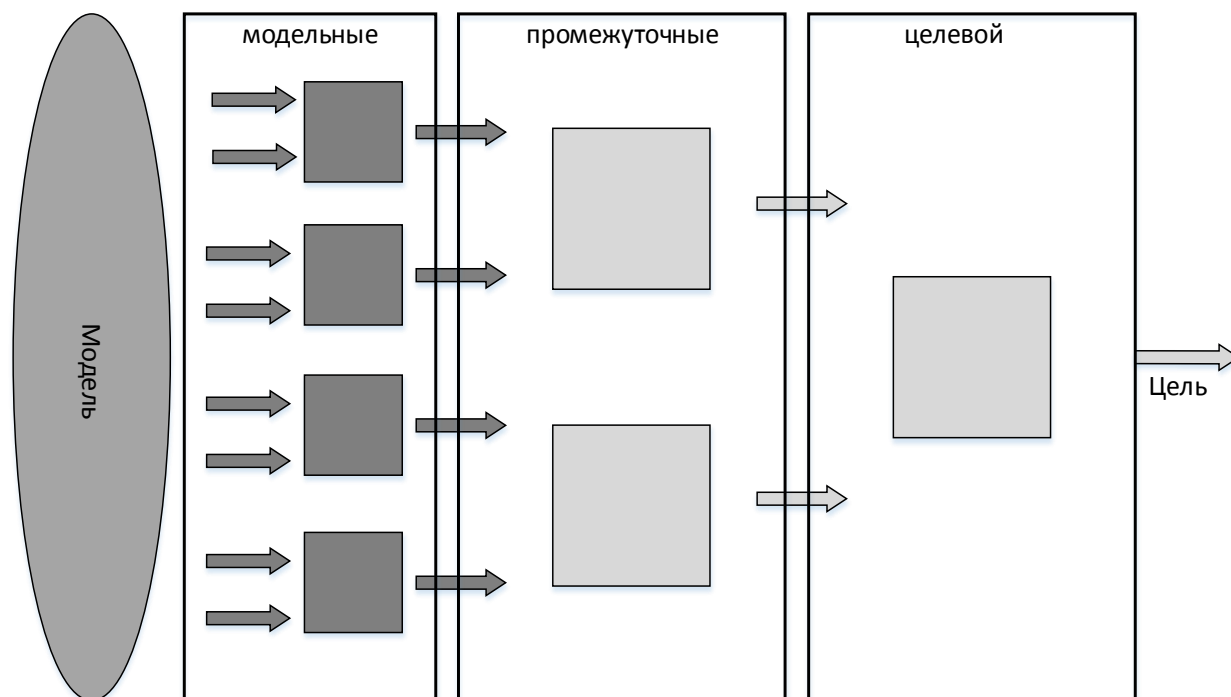 модельные
промежуточные
целевой
Модель
Цель